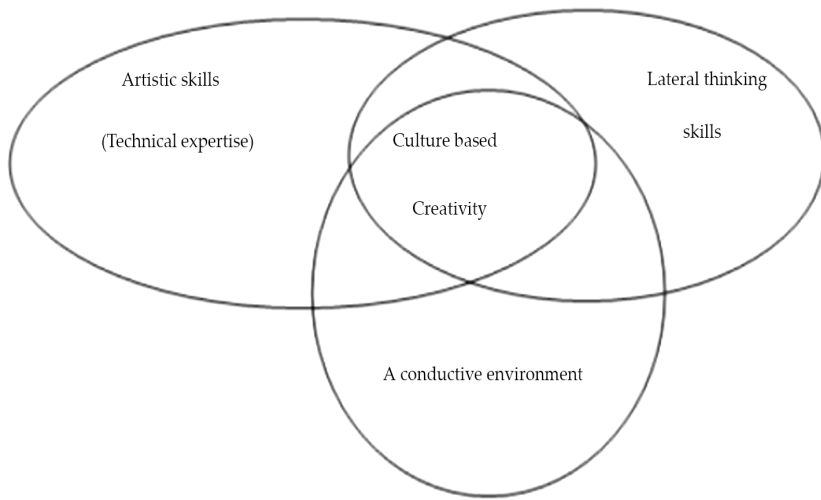 Artistic skills
(Technical expertise)
Lateral thinking
skills
Culture based
Creativity
A conductive environment